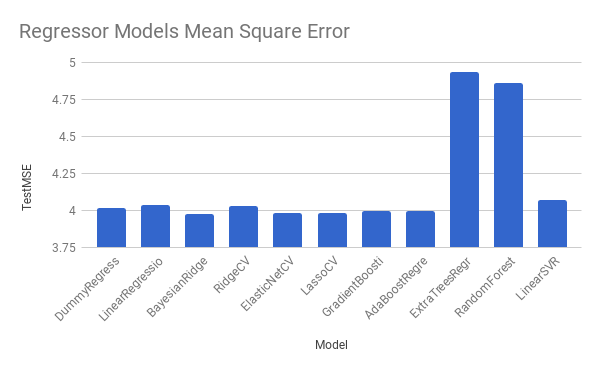 Regressor Models Mean Square Error
TestMSE
5
4.75
4.5
4.25
4
3.75
DummyRegress
LinearRegressio
BayesianRidge
RidgeCV
ElasticNetCV
LassoCV
GradientBoosti
AdaBoostRegre
ExtraTreesRegr
RandomForest
LinearSVR
Model